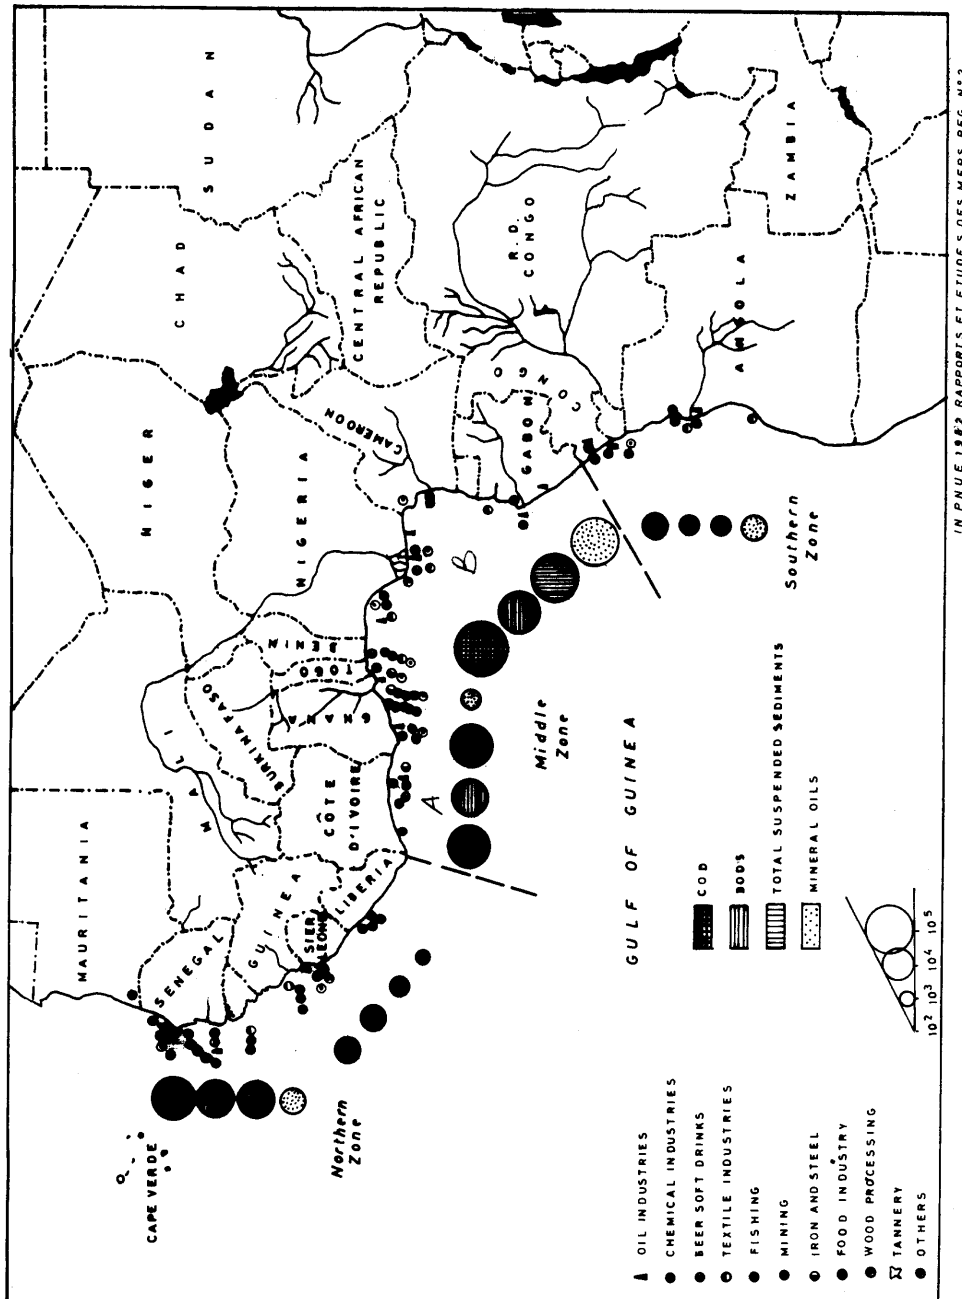 MAURITANIA
MALI
NIGER
CHAD
SUDAN
SENEGAL
GUINEA
SIER
LEONE
LIBERIA
CÔTE
D'IVOIRE
BURKINA FASO
GHANA
TOGO
BENIN
NIGERIA
CAMEROON
CENTRAL AFRICAN
REPUBLIC
GABON
CONGO
R.D.
CONGO
ANGOLA
ZAMBIA
CAPE VERDE
Northern
Zone
A
B
Middle
Zone
Southern
Zone
GULF OF GUINEA
COD
BOD5
TOTAL SUSPENDED SEDIMENTS
MINERAL OILS
10² 10³ 10⁴ 10⁵
OIL INDUSTRIES
CHEMICAL INDUSTRIES
BEER SOFT DRINKS
TEXTILE INDUSTRIES
FISHING
MINING
IRON AND STEEL
FOOD INDUSTRY
WOOD PROCESSING
TANNERY
OTHERS
IN PNUE 1982 RAPPORTS ET ETUDES DES MERS REG. N°2